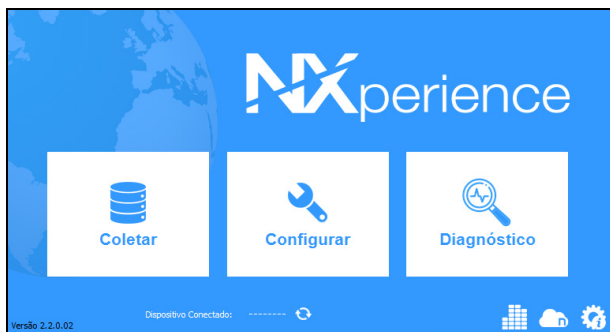 NXperience
Coletar
Configurar
Diagnóstico
Dispositivo Conectado: --------
n
Versão 2.2.0.02